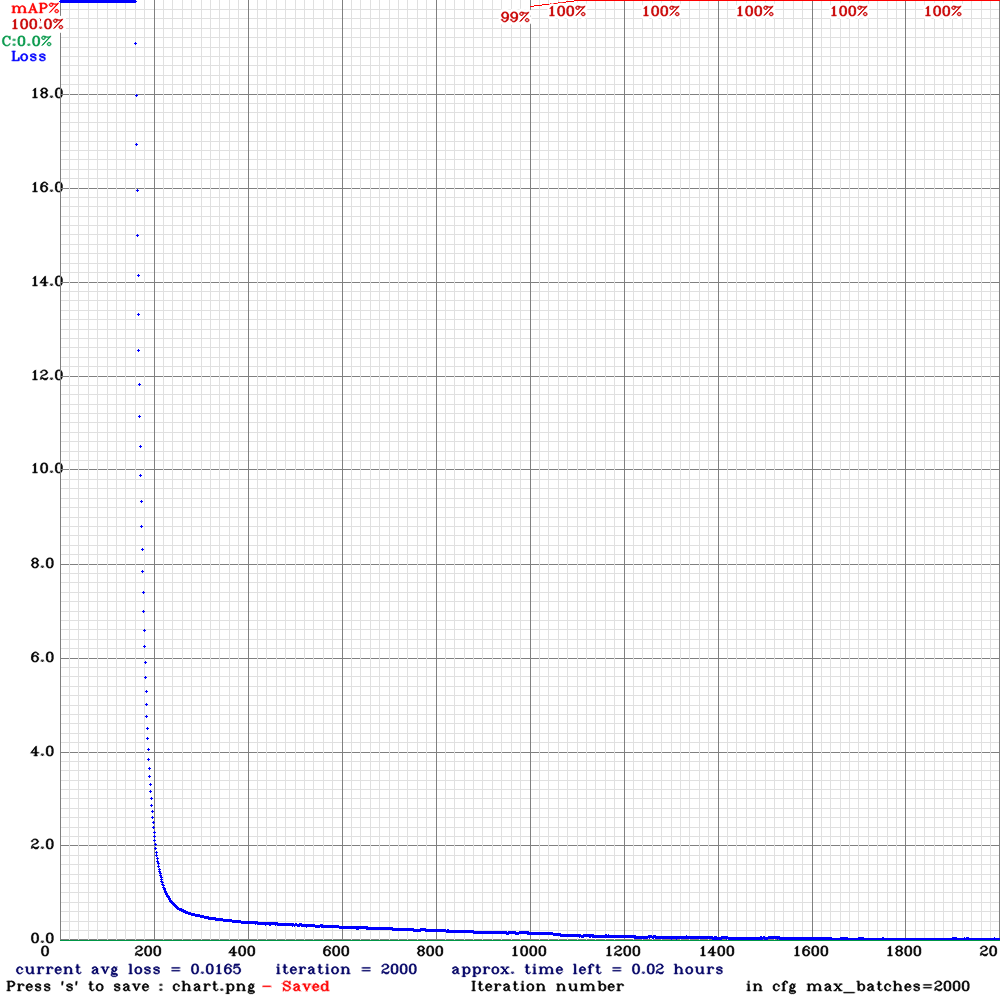 mAP% 99% 100% 100% 100% 100% 100%
100.0%
C:0.0%
Loss
18.0
16.0
14.0
12.0
10.0
8.0
6.0
4.0
2.0
0.0
0 200 400 600 800 1000 1200 1400 1600 1800 20
current avg loss = 0.0165 iteration = 2000 approx. time left = 0.02 hours
Press 's' to save : chart.png - Saved Iteration number in cfg max_batches=2000